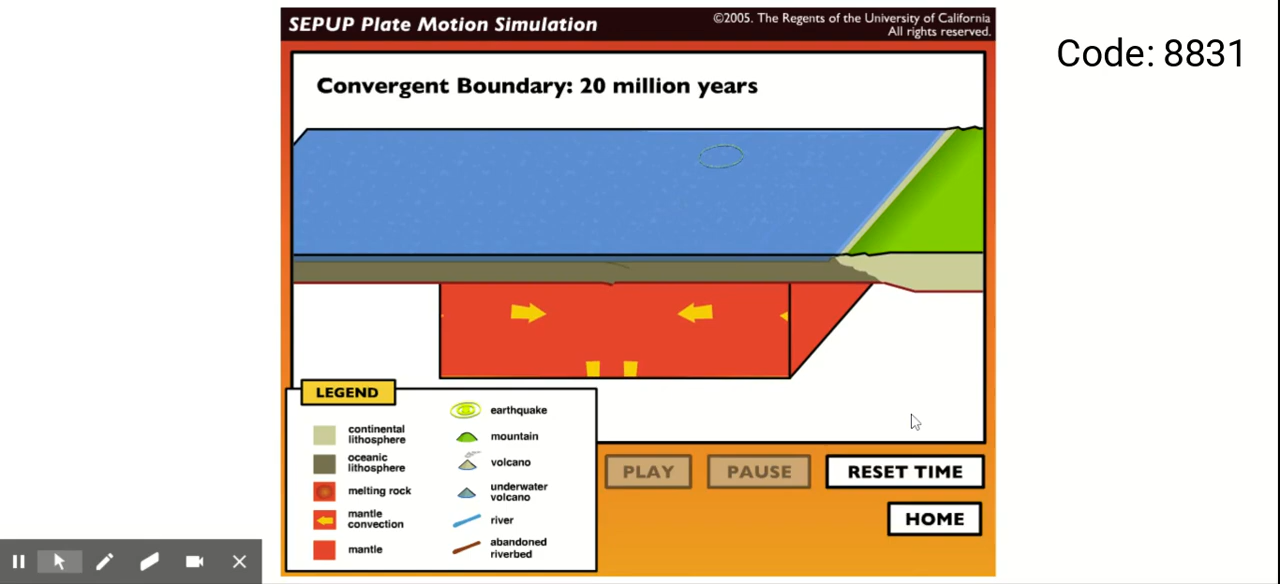 SEPUP Plate Motion Simulation
©2005. The Regents of the University of California
All rights reserved.
Code: 8831
Convergent Boundary: 20 million years
LEGEND
continental
lithosphere
oceanic
lithosphere
melting rock
mantle
convection
mantle
earthquake
mountain
volcano
underwater
volcano
river
abandoned
riverbed
PLAY
PAUSE
RESET TIME
HOME